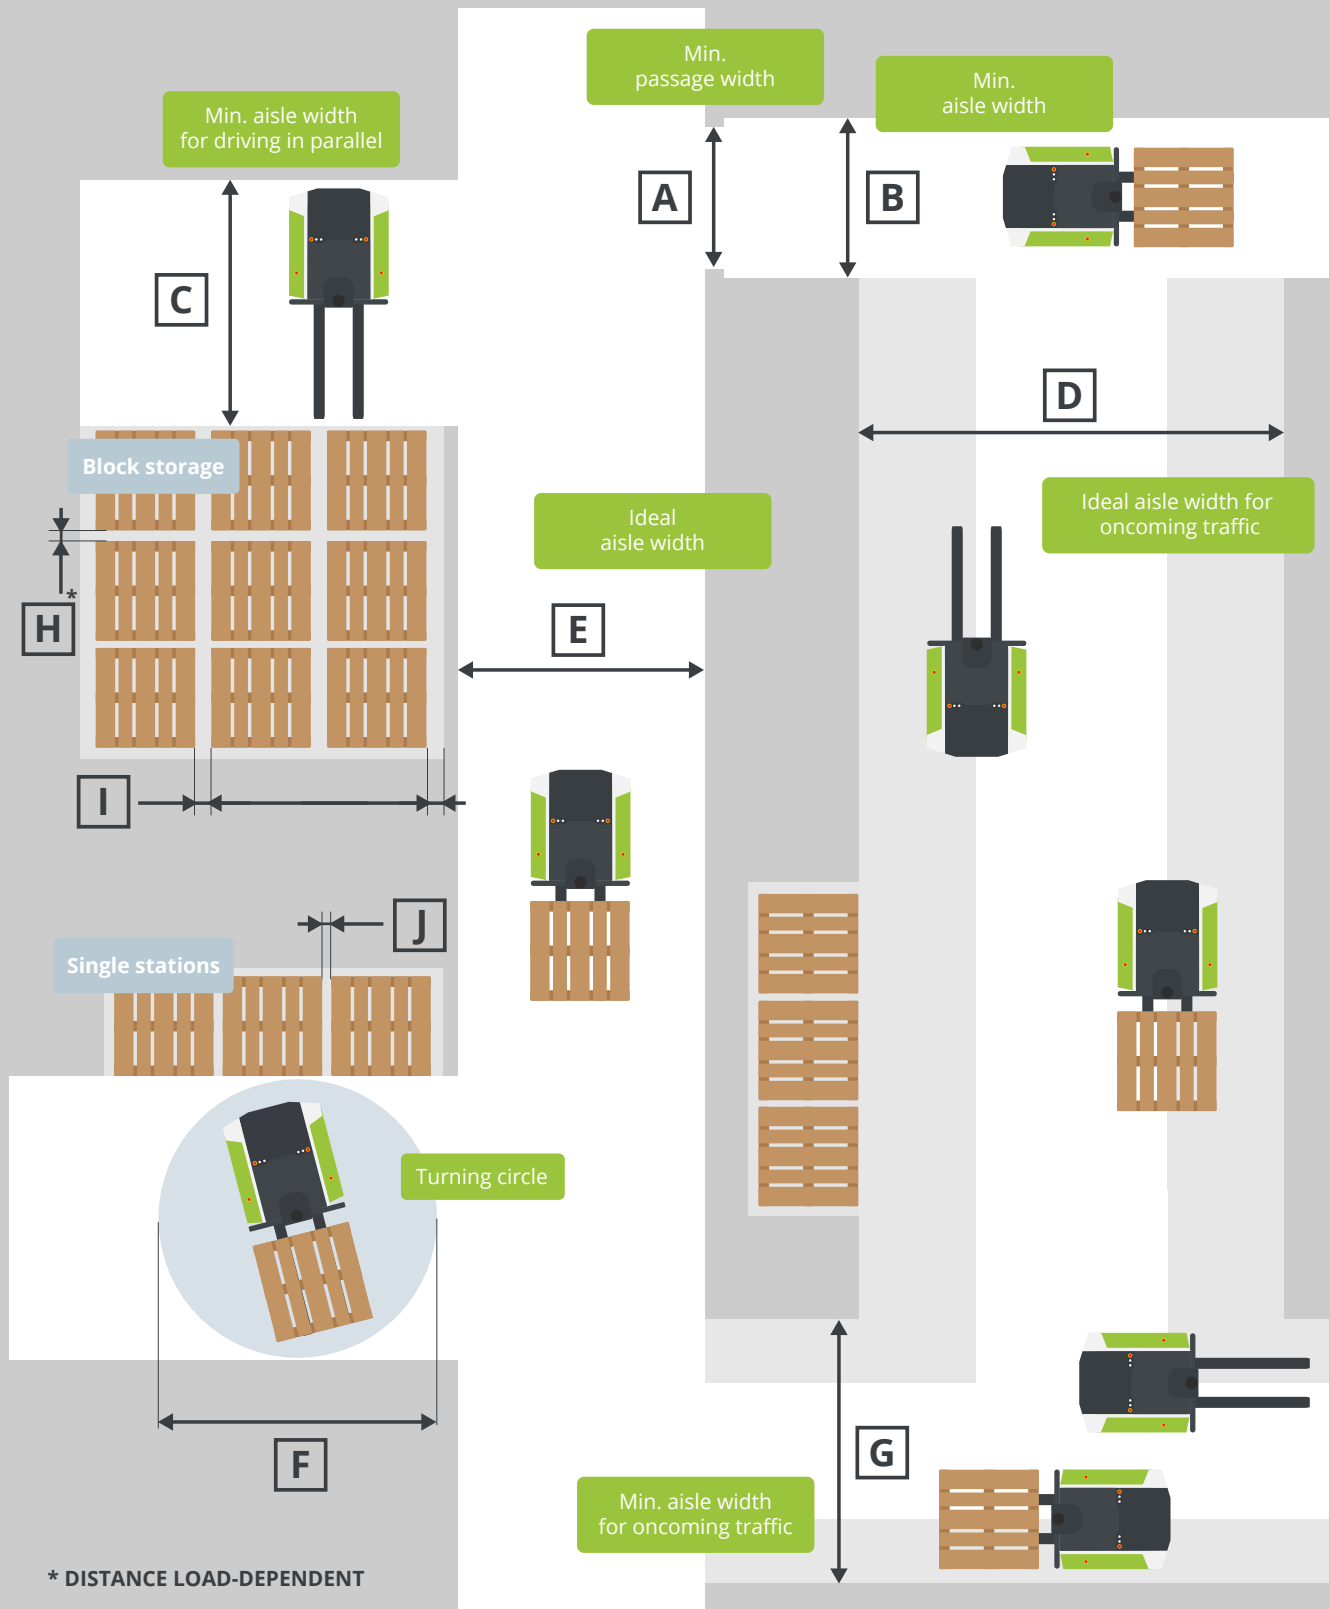 Min.
passage width
Min.
aisle width
Min. aisle width
for driving in parallel
A
B
C
D
Block storage
Ideal
aisle width
Ideal aisle width for
oncoming traffic
*
H
E
I
J
Single stations
Turning circle
F
G
Min. aisle width
for oncoming traffic
* DISTANCE LOAD-DEPENDENT